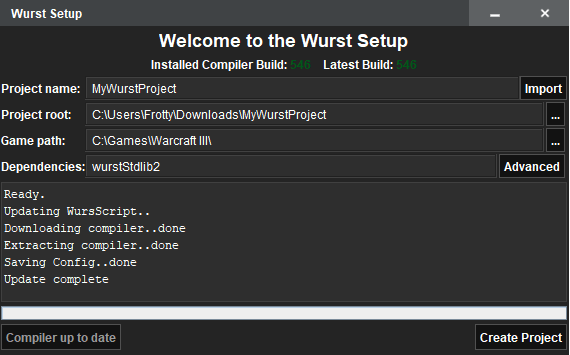 Wurst Setup
Welcome to the Wurst Setup
Installed Compiler Build: 546 Latest Build: 546
Project name: MyWurstProject Import
Project root: C:\Users\Frotty\Downloads\MyWurstProject ...
Game path: C:\Games\Warcraft III\ ...
Dependencies: wurstStdlib2 Advanced
Ready.
Updating WursScript..
Downloading compiler..done
Extracting compiler..done
Saving Config..done
Update complete
Compiler up to date Create Project